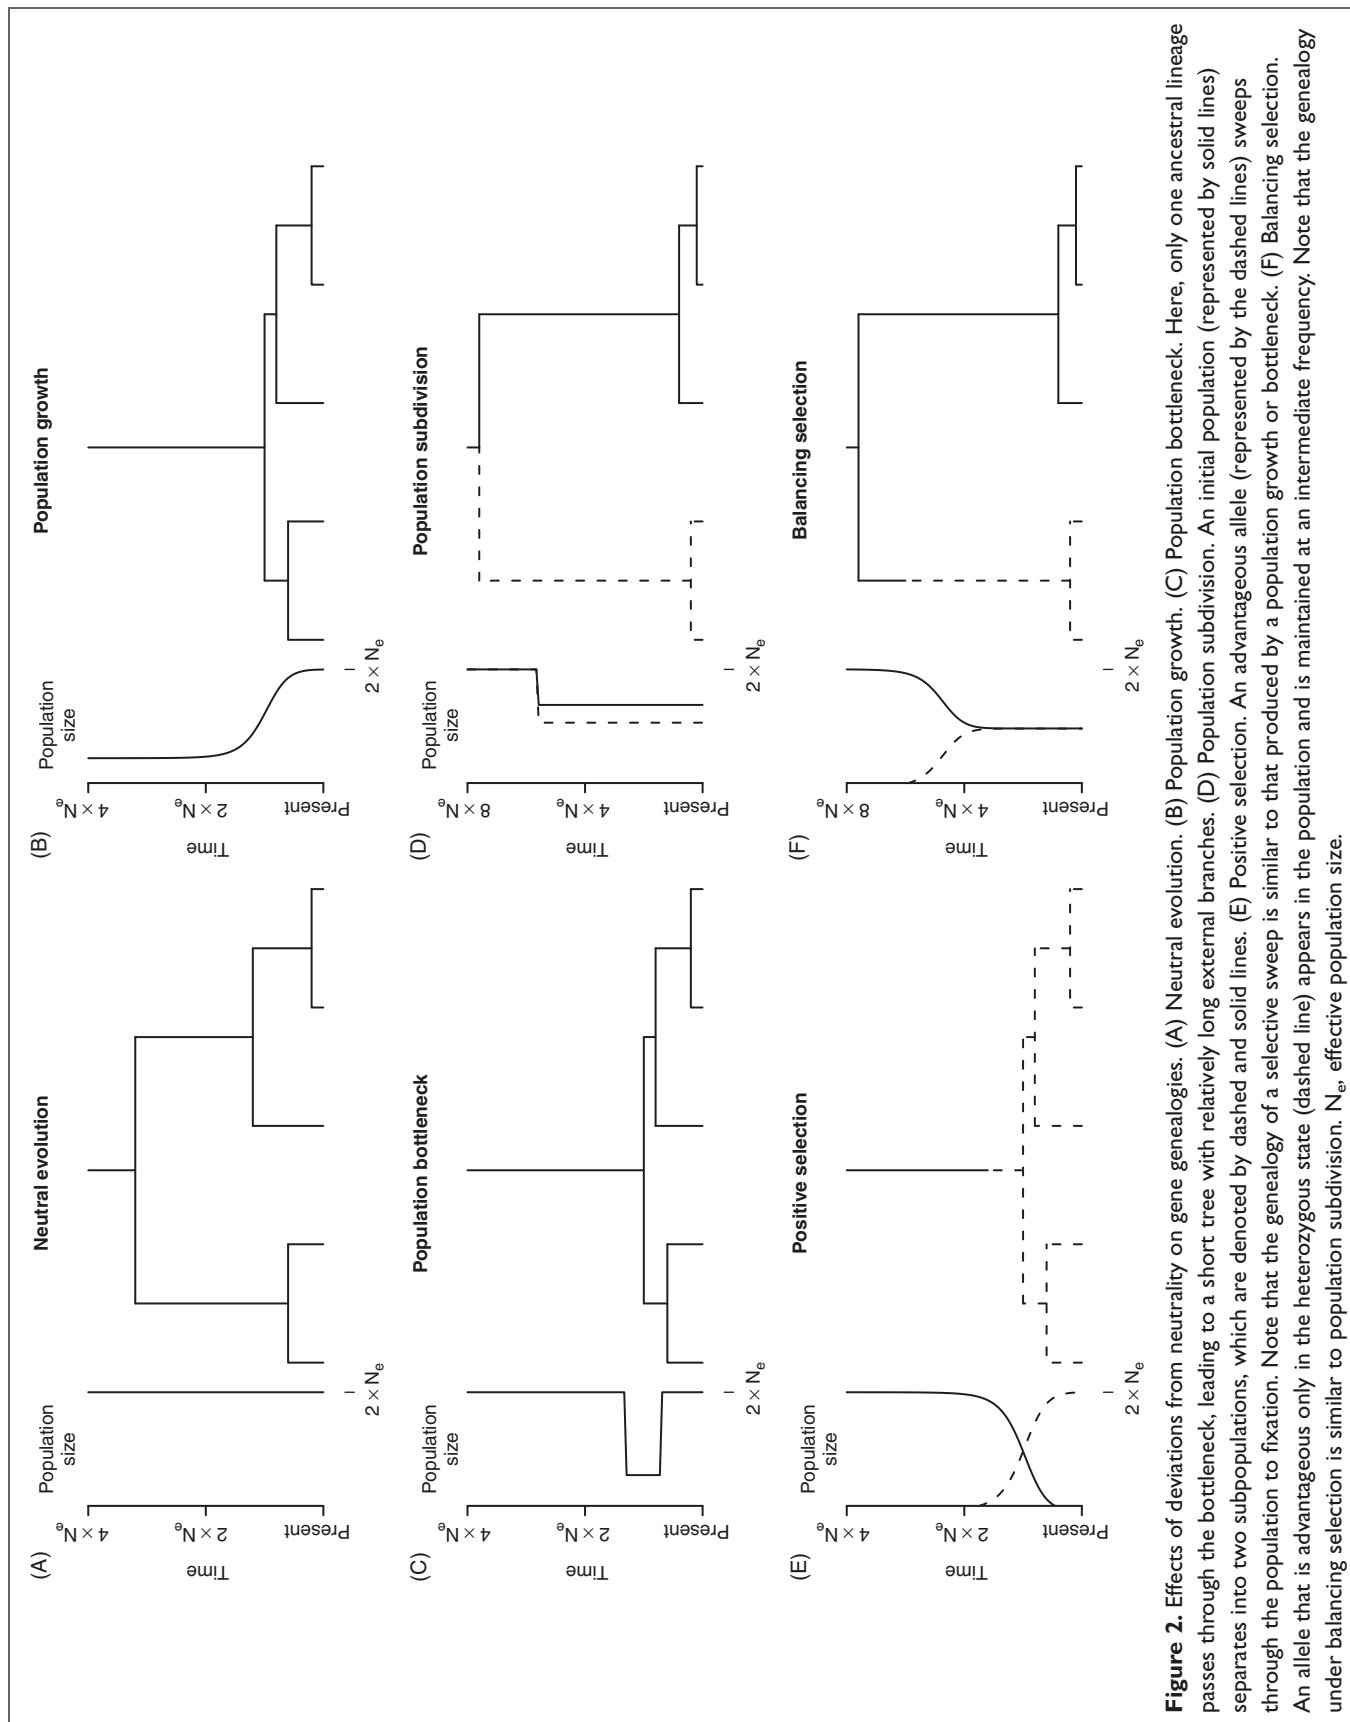 (A)
Neutral evolution
Population
size
Time
4 × Ne
2 × Ne
Present
2 × Ne
(B)
Population growth
Population
size
Time
4 × Ne
2 × Ne
Present
2 × Ne
(C)
Population bottleneck
Population
size
Time
4 × Ne
2 × Ne
Present
2 × Ne
(D)
Population subdivision
Population
size
Time
8 × Ne
4 × Ne
Present
2 × Ne
(E)
Positive selection
Population
size
Time
4 × Ne
2 × Ne
Present
2 × Ne
(F)
Balancing selection
Population
size
Time
8 × Ne
4 × Ne
Present
2 × Ne
Figure 2. Effects of deviations from neutrality on gene genealogies. (A) Neutral evolution. (B) Population growth. (C) Population bottleneck. Here, only one ancestral lineage
passes through the bottleneck, leading to a short tree with relatively long external branches. (D) Population subdivision. An initial population (represented by solid lines)
separates into two subpopulations, which are denoted by dashed and solid lines. (E) Positive selection. An advantageous allele (represented by the dashed lines) sweeps
through the population to fixation. Note that the genealogy of a selective sweep is similar to that produced by a population growth or bottleneck. (F) Balancing selection.
An allele that is advantageous only in the heterozygous state (dashed line) appears in the population and is maintained at an intermediate frequency. Note that the genealogy
under balancing selection is similar to population subdivision. Ne, effective population size.